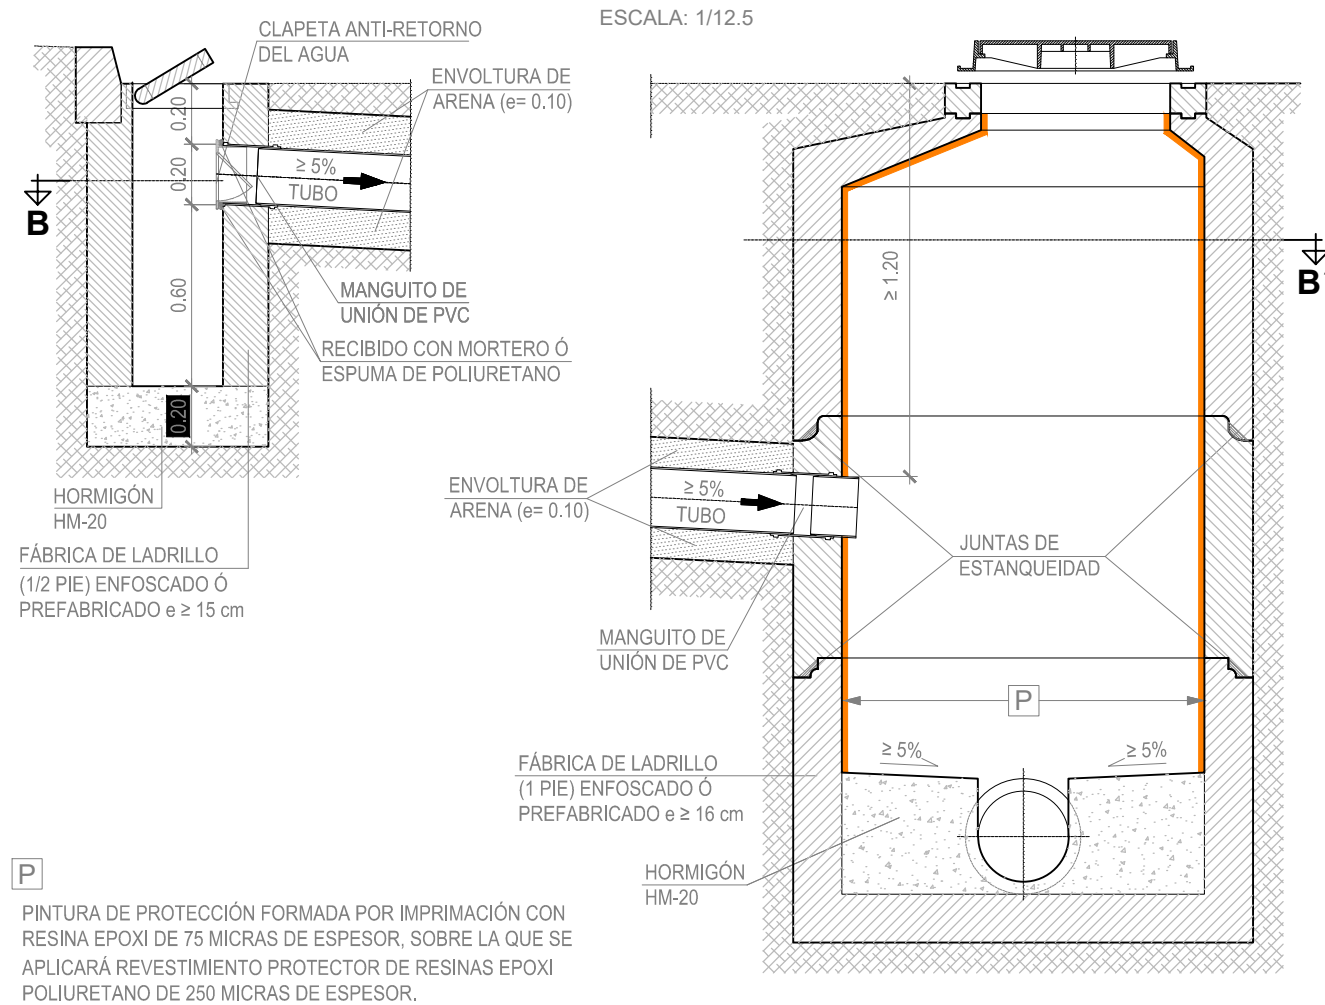 ESCALA: 1/12.5
CLAPETA ANTI-RETORNO
DEL AGUA
ENVOLTURA DE
ARENA (e= 0.10)
0.20
0.20
0.60
0.20
≥ 5%
TUBO
B
MANGUITO DE
UNIÓN DE PVC
RECIBIDO CON MORTERO Ó
ESPUMA DE POLIURETANO
HORMIGÓN
HM-20
FÁBRICA DE LADRILLO
(1/2 PIE) ENFOSCADO Ó
PREFABRICADO e ≥ 15 cm
≥ 1.20
B'
ENVOLTURA DE
ARENA (e= 0.10)
≥ 5%
TUBO
JUNTAS DE
ESTANQUEIDAD
MANGUITO DE
UNIÓN DE PVC
P
≥ 5%
≥ 5%
FÁBRICA DE LADRILLO
(1 PIE) ENFOSCADO Ó
PREFABRICADO e ≥ 16 cm
HORMIGÓN
HM-20
P
PINTURA DE PROTECCIÓN FORMADA POR IMPRIMACIÓN CON
RESINA EPOXI DE 75 MICRAS DE ESPESOR, SOBRE LA QUE SE
APLICARÁ REVESTIMIENTO PROTECTOR DE RESINAS EPOXI
POLIURETANO DE 250 MICRAS DE ESPESOR.